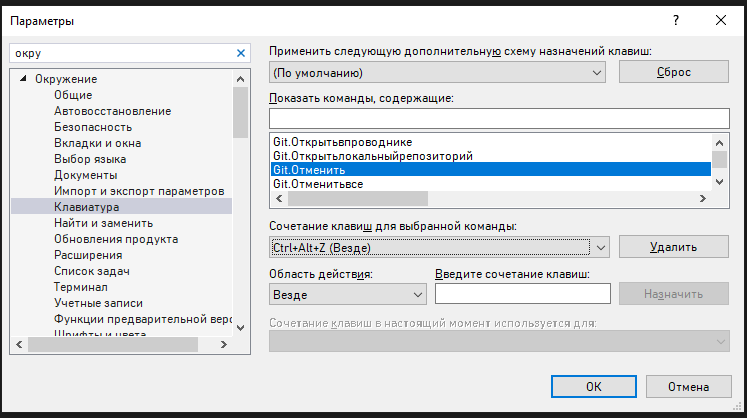 Параметры
?
окру
Окружение
Общие
Автовосстановление
Безопасность
Вкладки и окна
Выбор языка
Документы
Импорт и экспорт параметров
Клавиатура
Найти и заменить
Обновления продукта
Расширения
Список задач
Терминал
Учетные записи
Функции предварительной верс
Шрифты и цвета
Применить следующую дополнительную схему назначений клавиш:
(По умолчанию)
Сброс
Показать команды, содержащие:
Git.Открытьвпроводнике
Git.Открытьлокальныйрепозиторий
Git.Отменить
Git.Отменитьвсе
Сочетание клавиш для выбранной команды:
Ctrl+Alt+Z (Везде)
Удалить
Область действия:
Введите сочетание клавиш:
Везде
Назначить
Сочетание клавиш в настоящий момент используется для:
ОК
Отмена